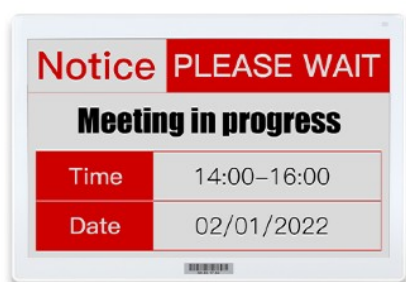 Notice PLEASE WAIT
Meeting in progress
Time 14:00–16:00
Date 02/01/2022